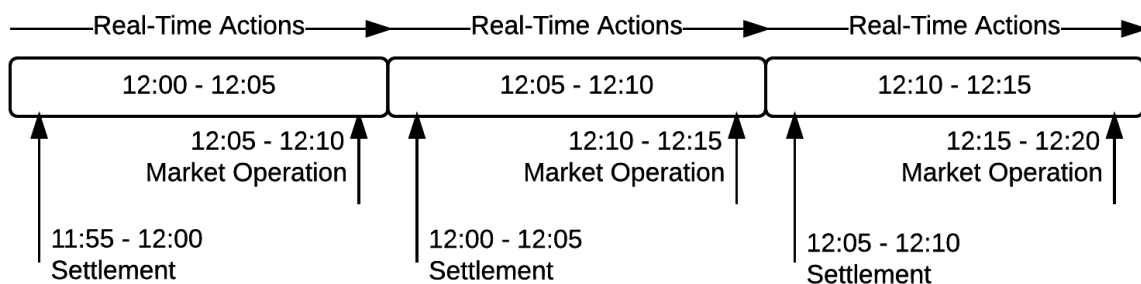 Real-Time Actions
Real-Time Actions
Real-Time Actions
12:00 - 12:05
12:05 - 12:10
12:10 - 12:15
12:05 - 12:10
Market Operation
12:10 - 12:15
Market Operation
12:15 - 12:20
Market Operation
11:55 - 12:00
Settlement
12:00 - 12:05
Settlement
12:05 - 12:10
Settlement